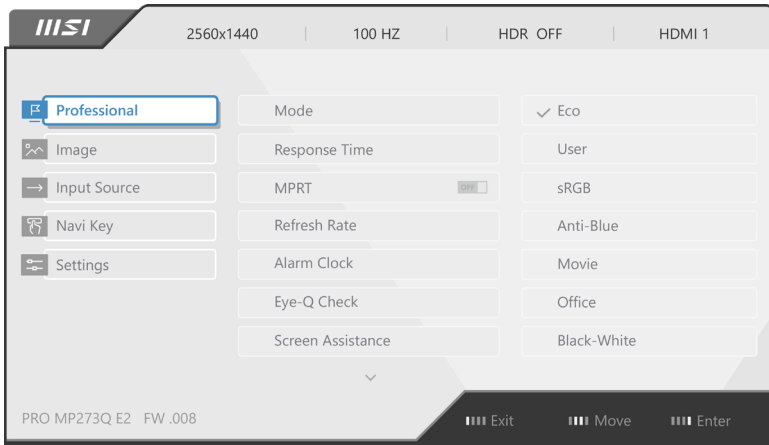 msi 2560x1440 100 HZ HDR OFF HDMI 1
Professional Mode Eco
Image Response Time User
Input Source MPRT OFF sRGB
Navi Key Refresh Rate Anti-Blue
Settings Alarm Clock Movie
Eye-Q Check Office
Screen Assistance Black-White
PRO MP273Q E2 FW .008 Exit Move Enter